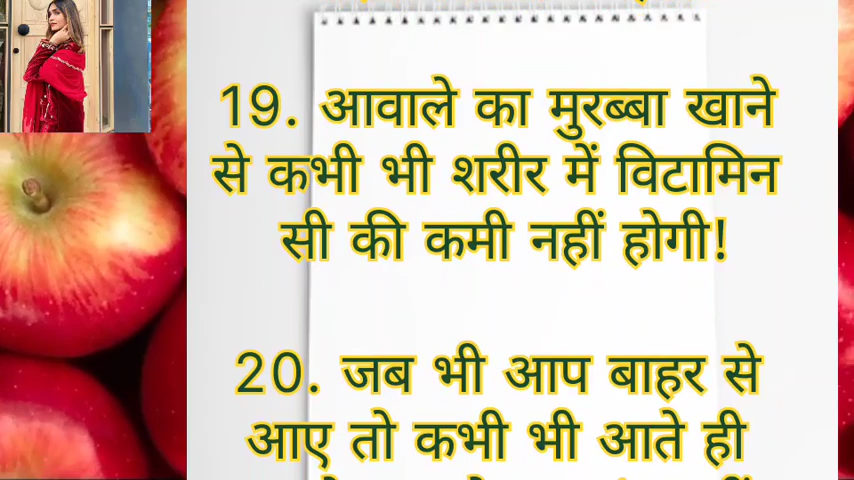 19. आवाले का मुरब्बा खाने
से कभी भी शरीर में विटामिन
सी की कमी नहीं होगी!
20. जब भी आप बाहर से
आए तो कभी भी आते ही